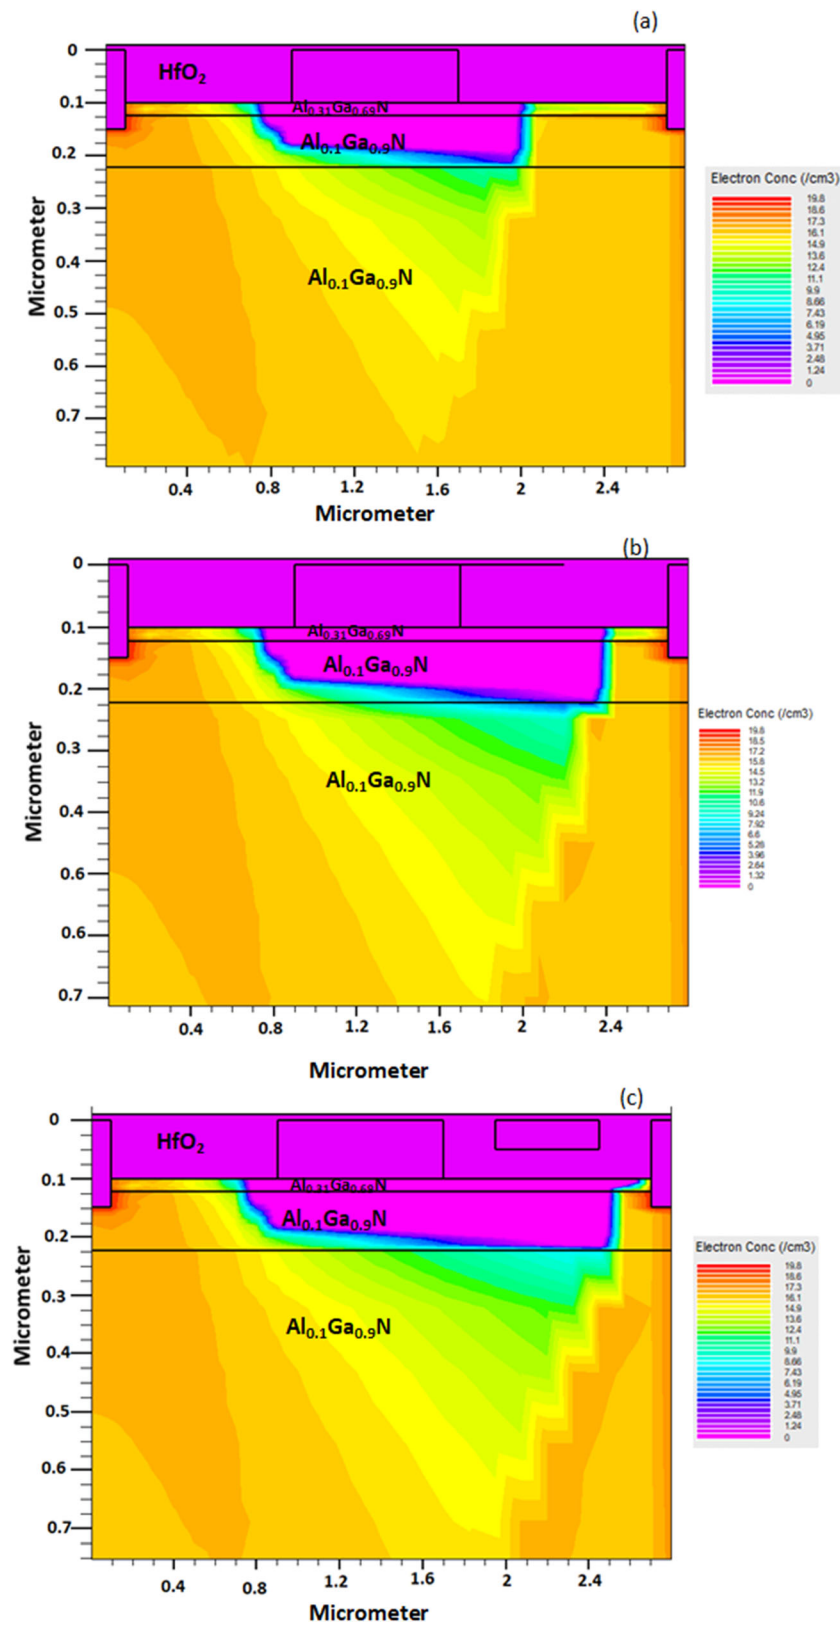 (a)
0
HfO₂
0.1
Al₀.₃₁Ga₀.₆₉N
Al₀.₁Ga₀.₉N
0.2
0.3
0.4
Al₀.₁Ga₀.₉N
0.5
0.6
0.7
Micrometer
0.4 0.8 1.2 1.6 2 2.4
Micrometer
Electron Conc (/cm3)
19.8
18.6
17.3
16.1
14.9
13.6
12.4
11.1
9.9
8.66
7.43
6.19
4.95
3.71
2.48
1.24
0
(b)
0
0.1
Al₀.₃₁Ga₀.₆₉N
Al₀.₁Ga₀.₉N
0.2
0.3
Al₀.₁Ga₀.₉N
0.4
0.6
0.6
0.7
Micrometer
0.4 0.8 1.2 1.6 2 2.4
Micrometer
Electron Conc (/cm3)
19.8
18.5
17.2
15.8
14.5
13.2
11.9
10.6
9.24
7.92
6.6
5.28
3.96
2.64
1.32
0
(c)
0
HfO₂
0.1
Al₀.₃₁Ga₀.₆₉N
Al₀.₁Ga₀.₉N
0.2
0.3
Al₀.₁Ga₀.₉N
0.4
0.5
0.6
0.7
Micrometer
0.4 0.8 1.2 1.6 2 2.4
Micrometer
Electron Conc (/cm3)
19.8
18.6
17.3
16.1
14.9
13.6
12.4
11.1
9.9
8.66
7.43
6.19
4.95
3.71
2.48
1.24
0